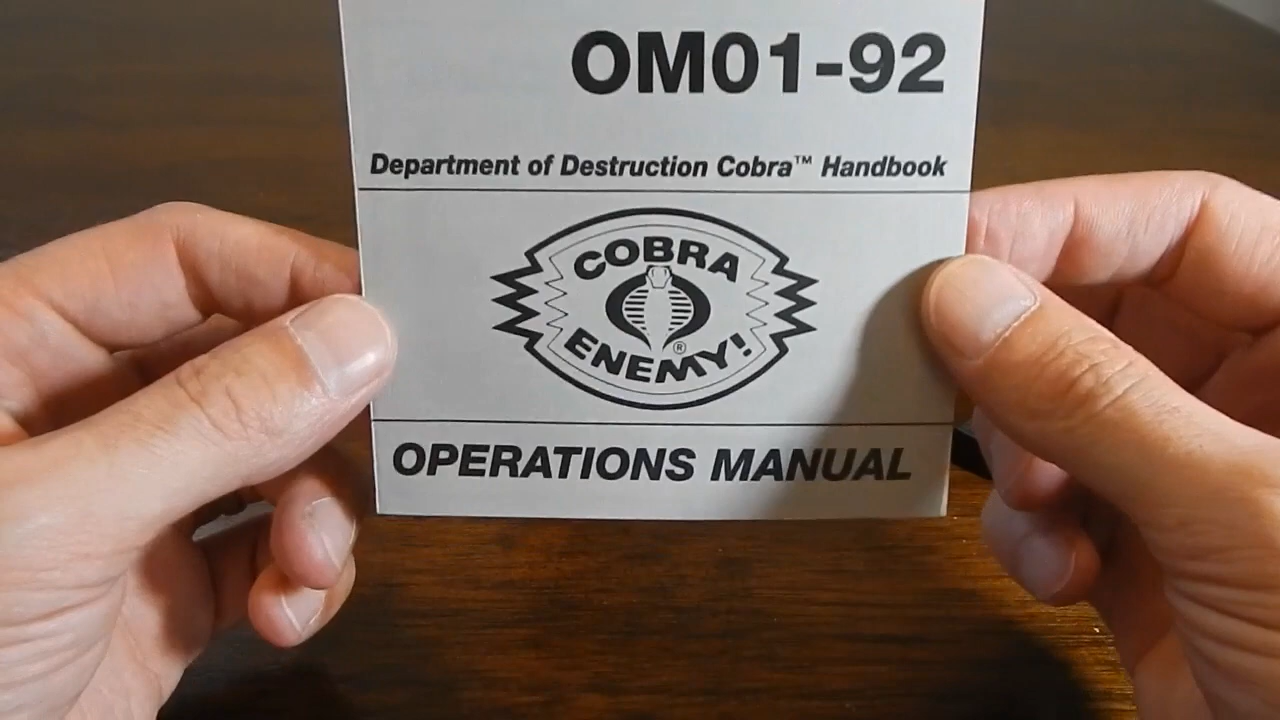 OM01-92
Department of Destruction Cobra™ Handbook
COBRA
ENEMY!
®
OPERATIONS MANUAL